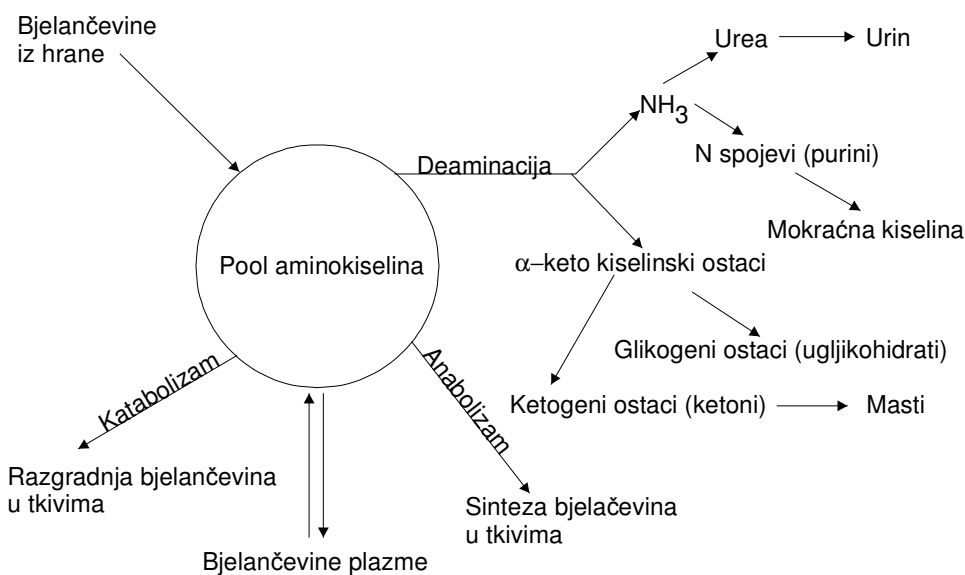 Bjelančevine
iz hrane
Urea
Urin
NH3
Deaminacija
N spojevi (purini)
Mokraćna kiselina
Pool aminokiselina
α–keto kiselinski ostaci
Glikogeni ostaci (ugljikohidrati)
Katabolizam
Anabolizam
Ketogeni ostaci (ketoni)
Masti
Razgradnja bjelančevina
u tkivima
Sinteza bjelačevina
u tkivima
Bjelančevine plazme